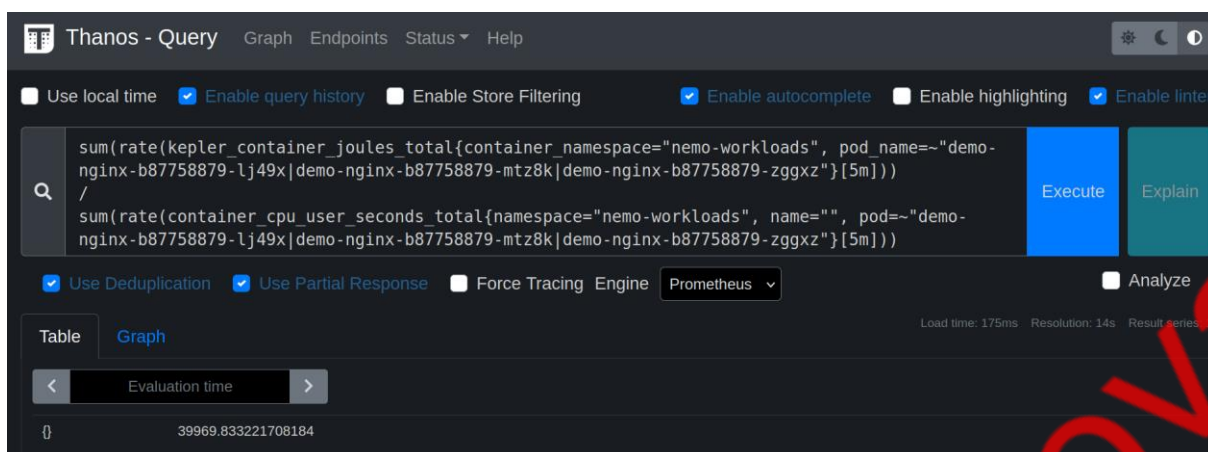 Thanos - Query Graph Endpoints Status Help
Use local time Enable query history Enable Store Filtering Enable autocomplete Enable highlighting Enable linte
sum(rate(kepler_container_joules_total{container_namespace="nemo-workloads", pod_name=~"demo-
nginx-b87758879-lj49x|demo-nginx-b87758879-mtz8k|demo-nginx-b87758879-zggxz"}[5m]))
/
sum(rate(container_cpu_user_seconds_total{namespace="nemo-workloads", name="", pod=~"demo-
nginx-b87758879-lj49x|demo-nginx-b87758879-mtz8k|demo-nginx-b87758879-zggxz"}[5m]))
Execute Explain
Use Deduplication Use Partial Response Force Tracing Engine Prometheus Analyze
Load time: 175ms Resolution: 14s Result series
Table Graph
Evaluation time
{} 39969.833221708184